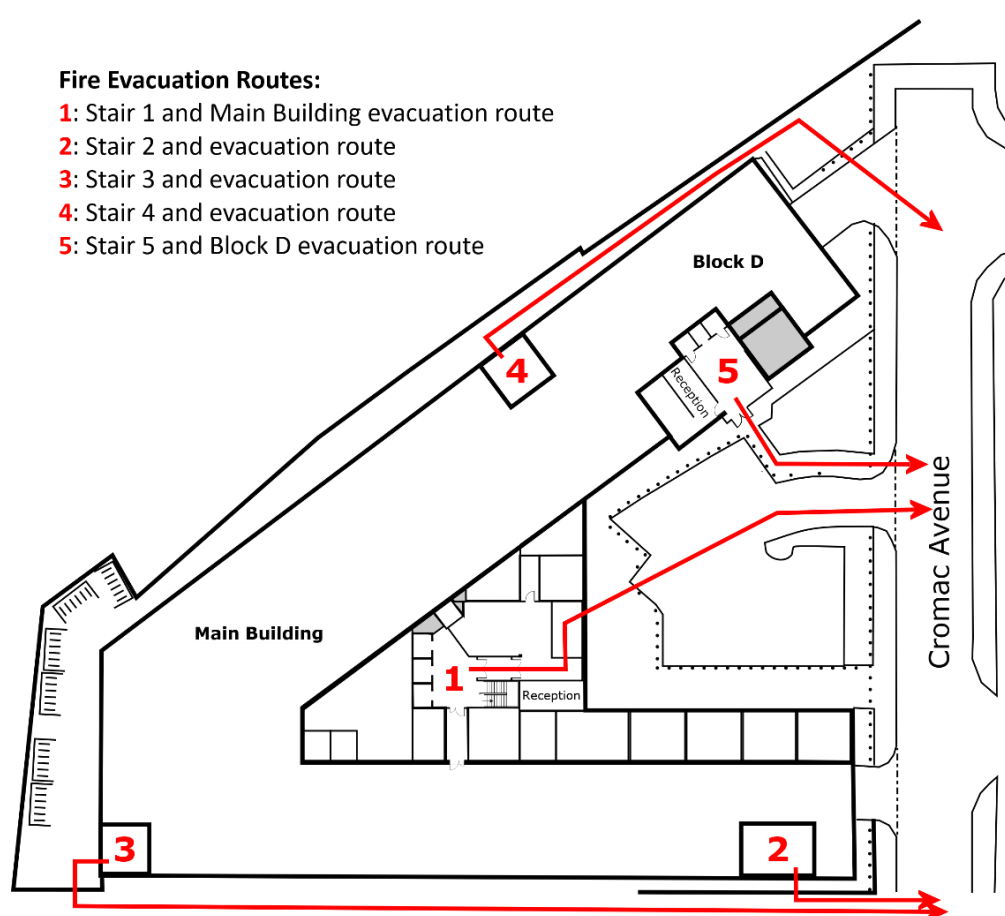 Fire Evacuation Routes:
1: Stair 1 and Main Building evacuation route
2: Stair 2 and evacuation route
3: Stair 3 and evacuation route
4: Stair 4 and evacuation route
5: Stair 5 and Block D evacuation route
Block D
4
5
Reception
Cromac Avenue
Main Building
1
Reception
3
2